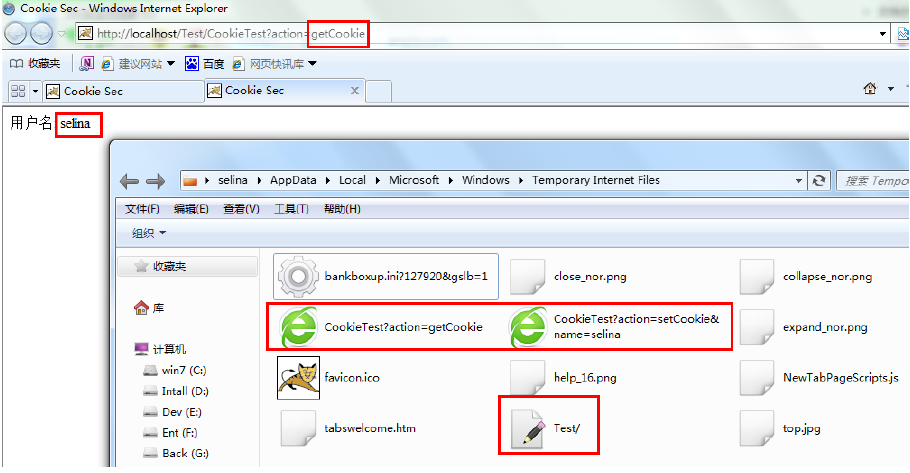 Cookie Sec - Windows Internet Explorer
http://localhost/Test/CookieTest?action=getCookie
收藏夹 建议网站 百度 网页快讯库
Cookie Sec Cookie Sec
用户名 selina
selina AppData Local Microsoft Windows Temporary Internet Files 搜索 Tempo
文件(F) 编辑(E) 查看(V) 工具(T) 帮助(H)
组织
收藏夹
库
计算机
win7 (C:)
Intall (D:)
Dev (E:)
Ent (F:)
Back (G:)
bankboxup.ini?127920&gslb=1
close_nor.png
collapse_nor.png
CookieTest?action=getCookie
CookieTest?action=setCookie&
name=selina
expand_nor.png
favicon.ico
help_16.png
NewTabPageScripts.js
tabswelcome.htm
Test/
top.jpg